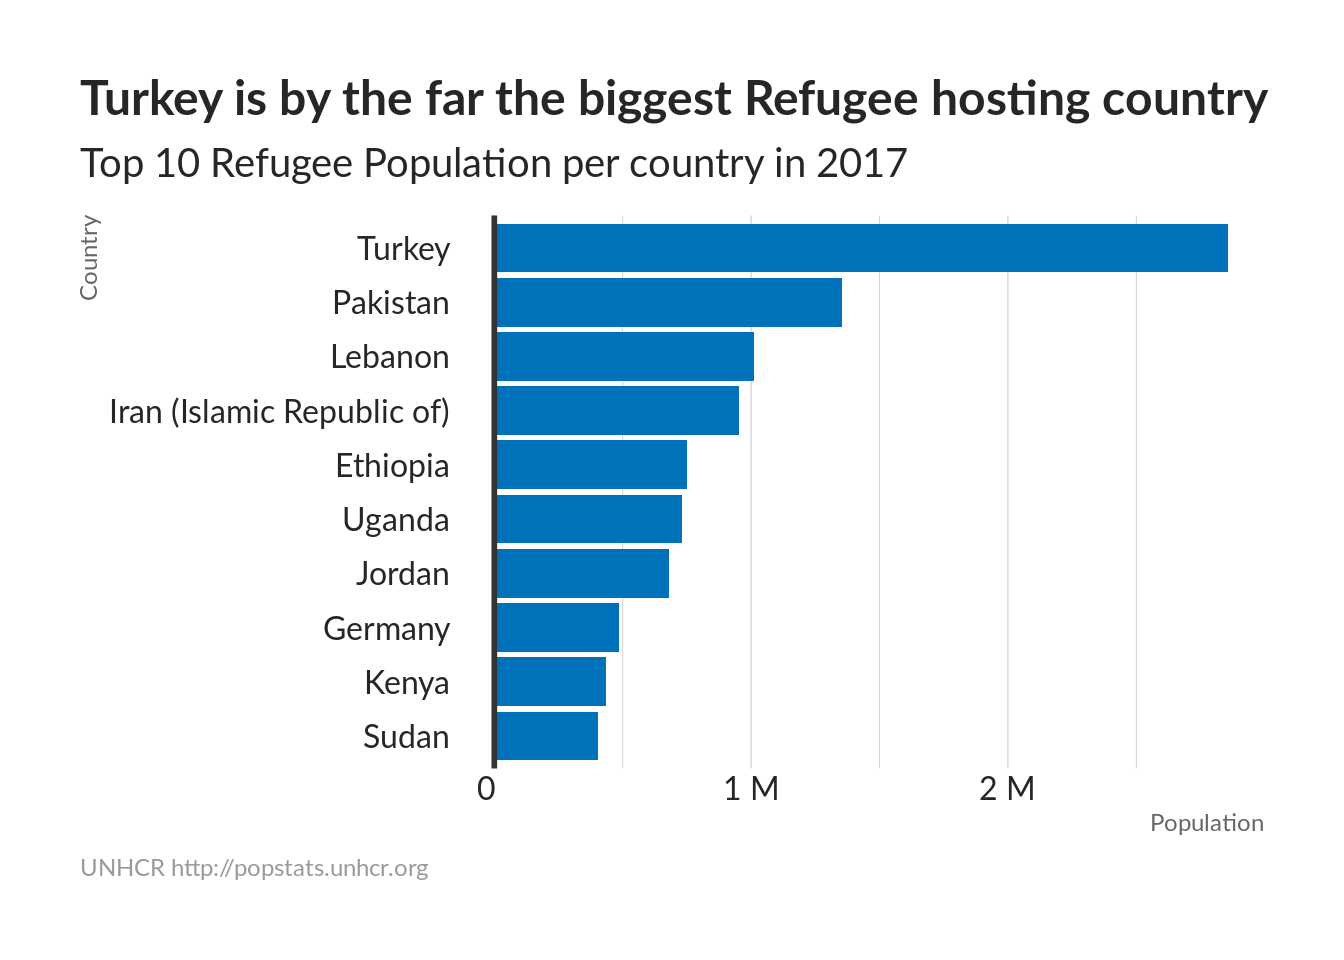 Turkey is by the far the biggest Refugee hosting country
Top 10 Refugee Population per country in 2017
Country
Turkey
Pakistan
Lebanon
Iran (Islamic Republic of)
Ethiopia
Uganda
Jordan
Germany
Kenya
Sudan
0 1 M 2 M
Population
UNHCR http://popstats.unhcr.org